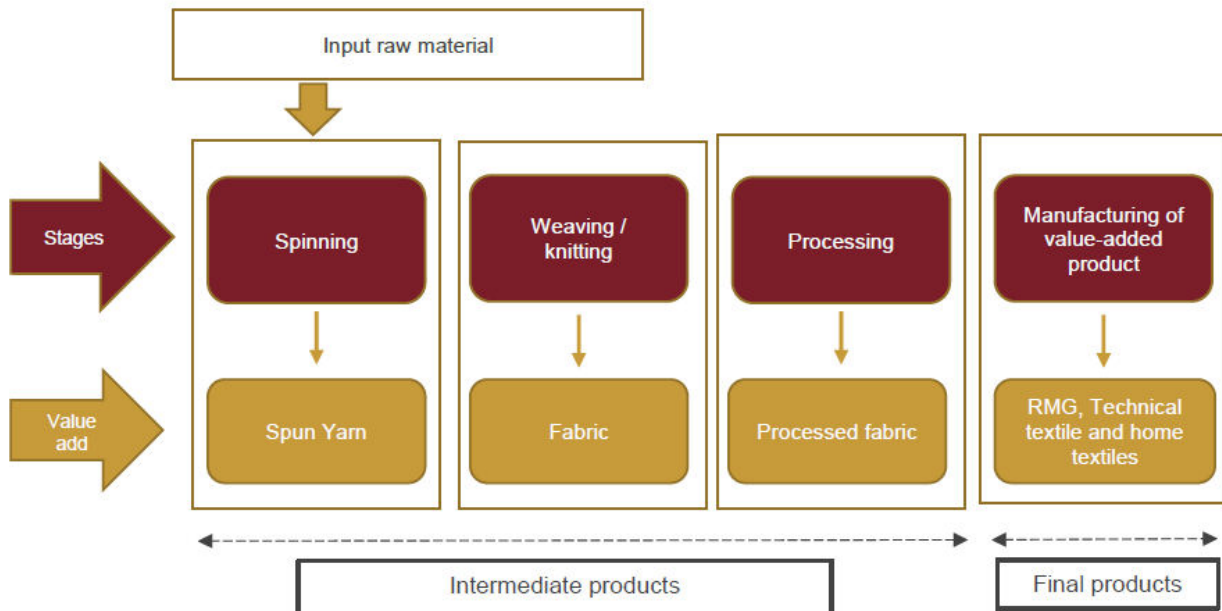 Input raw material
Stages
Spinning
Weaving /
knitting
Processing
Manufacturing of
value-added
product
Value
add
Spun Yarn
Fabric
Processed fabric
RMG, Technical
textile and home
textiles
Intermediate products
Final products